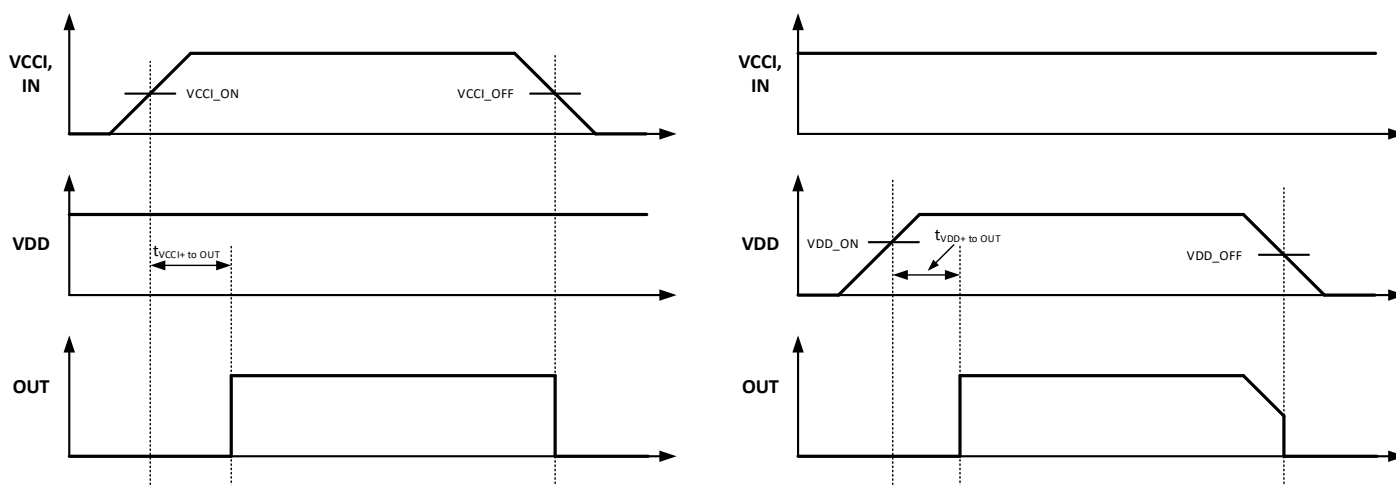 VCCI,
IN
VCCI_ON
VCCI_OFF
VDD
tVCCI+ to OUT
OUT
VCCI,
IN
VDD
VDD_ON
tVDD+ to OUT
VDD_OFF
OUT